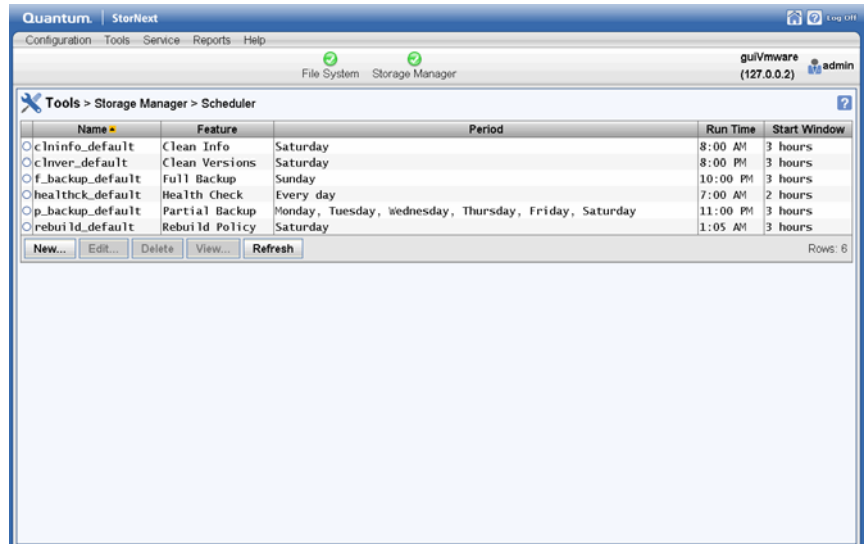 Quantum. StorNext Log Off
Configuration Tools Service Reports Help
File System Storage Manager guiVmware (127.0.0.2) admin
Tools > Storage Manager > Scheduler
Name Feature Period Run Time Start Window
clninfo_default Clean Info Saturday 8:00 AM 3 hours
clnver_default Clean Versions Saturday 8:00 PM 3 hours
f_backup_default Full Backup Sunday 10:00 PM 3 hours
healthck_default Health Check Every day 7:00 AM 2 hours
p_backup_default Partial Backup Monday, Tuesday, Wednesday, Thursday, Friday, Saturday 11:00 PM 3 hours
rebuild_default Rebuild Policy Saturday 1:05 AM 3 hours
New... Edit... Delete View... Refresh Rows: 6